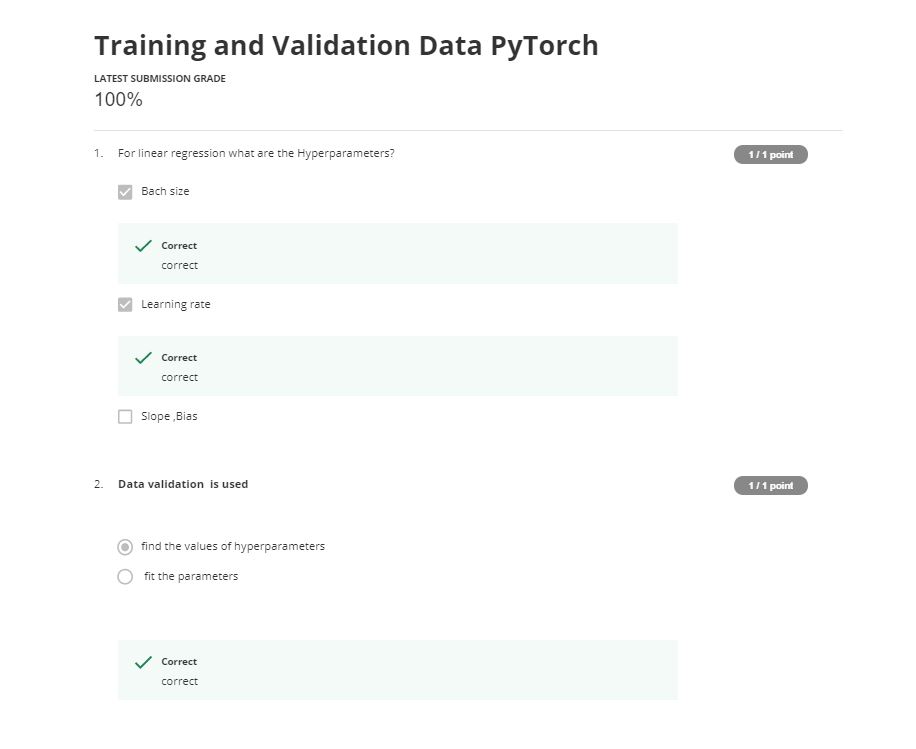 Training and Validation Data PyTorch
LATEST SUBMISSION GRADE
100%
1. For linear regression what are the Hyperparameters?
1 / 1 point
Bach size
Correct
correct
Learning rate
Correct
correct
Slope ,Bias
2. Data validation is used
1 / 1 point
find the values of hyperparameters
fit the parameters
Correct
correct